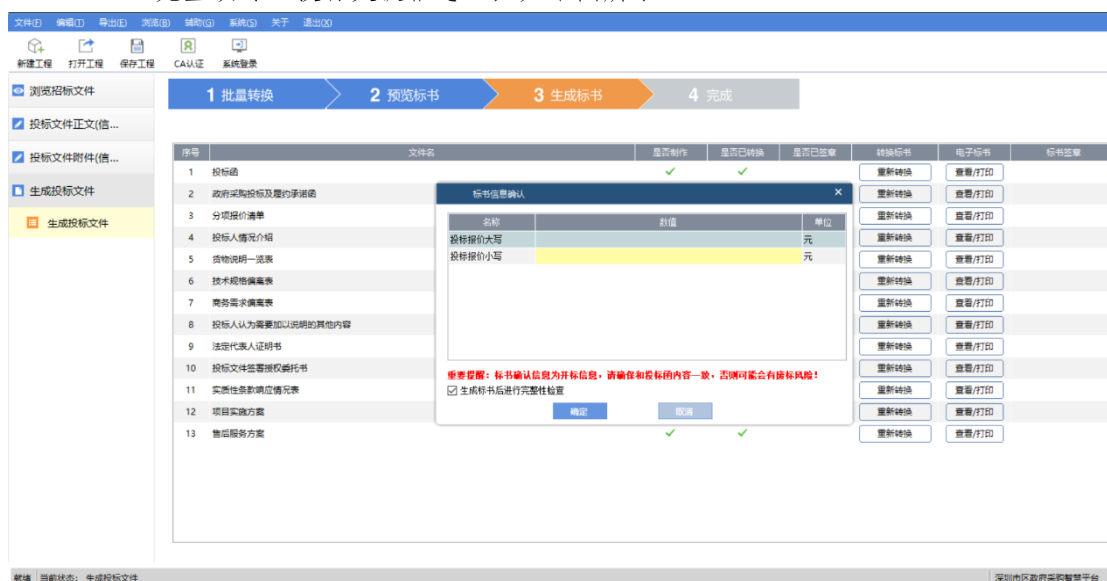 文件(F) 编辑(T) 导出(E) 浏览(B) 辅助(G) 系统(S) 关于 退出(X)
新建工程 打开工程 保存工程 CA认证 系统登录
浏览招标文件
投标文件正文(信...
投标文件附件(信...
生成投标文件
生成投标文件
1 批量转换 2 预览标书 3 生成标书 4 完成
序号 文件名 是否制作 是否已转换 是否已签章 转换标书 电子标书 标书签章
1 投标函 重新转换 查看/打印
2 政府采购投标及履约承诺函 重新转换 查看/打印
3 分项报价清单 重新转换 查看/打印
4 投标人情况介绍 重新转换 查看/打印
5 货物说明一览表 重新转换 查看/打印
6 技术规格偏离表 重新转换 查看/打印
7 商务需求偏离表 重新转换 查看/打印
8 投标人认为需要加以说明的其他内容 重新转换 查看/打印
9 法定代表人证明书 重新转换 查看/打印
10 投标文件签署授权委托书 重新转换 查看/打印
11 实质性条款响应情况表 重新转换 查看/打印
12 项目实施方案 重新转换 查看/打印
13 售后服务方案 重新转换 查看/打印
标书信息确认 ×
名称 数值 单位
投标报价大写 元
投标报价小写 元
重要提醒：标书确认信息为开标信息，请确保和投标函内容一致，否则可能会有废标风险！
生成标书后进行完整性检查
确定 取消
就绪 当前状态： 生成投标文件 深圳市区政府采购智慧平台